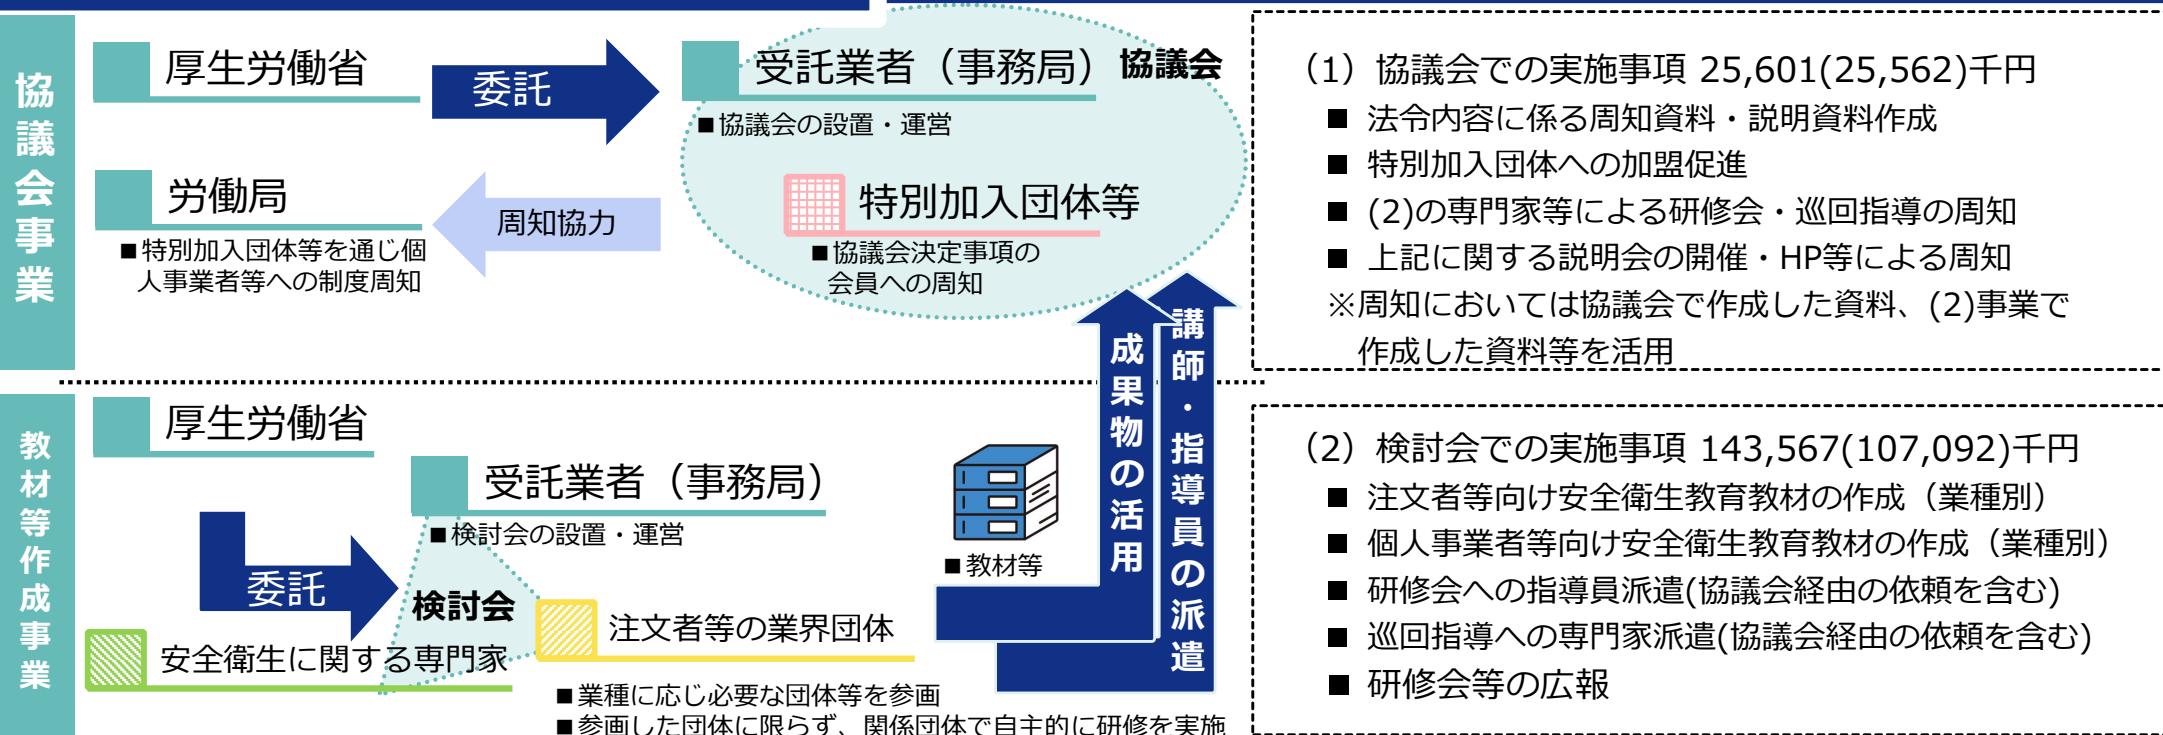 協議会事業
厚生労働省
委託
受託業者（事務局）
協議会
■協議会の設置・運営
労働局
■特別加入団体等を通じ個
人事業者等への制度周知
周知協力
特別加入団体等
■協議会決定事項の
会員への周知
（1）協議会での実施事項 25,601(25,562)千円
■ 法令内容に係る周知資料・説明資料作成
■ 特別加入団体への加盟促進
■ (2)の専門家等による研修会・巡回指導の周知
■ 上記に関する説明会の開催・HP等による周知
※周知においては協議会で作成した資料、(2)事業で
作成した資料等を活用
教材等作成事業
厚生労働省
委託
受託業者（事務局）
■検討会の設置・運営
検討会
安全衛生に関する専門家
注文者等の業界団体
■業種に応じ必要な団体等を参画
■参画した団体に限らず、関係団体で自主的に研修を実施
■教材等
成果物の活用
講師・指導員の派遣
（2）検討会での実施事項 143,567(107,092)千円
■ 注文者等向け安全衛生教育教材の作成（業種別）
■ 個人事業者等向け安全衛生教育教材の作成（業種別）
■ 研修会への指導員派遣(協議会経由の依頼を含む)
■ 巡回指導への専門家派遣(協議会経由の依頼を含む)
■ 研修会等の広報